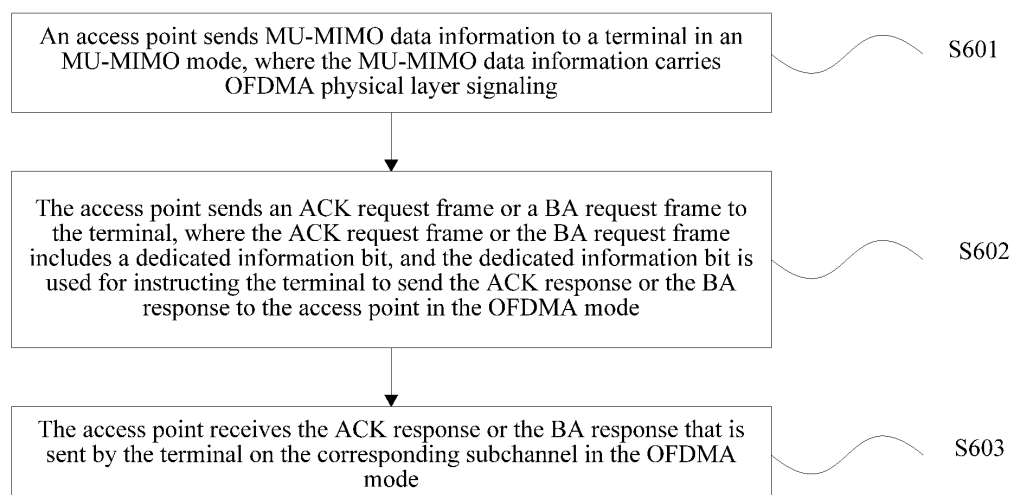 An access point sends MU-MIMO data information to a terminal in an
MU-MIMO mode, where the MU-MIMO data information carries
OFDMA physical layer signaling
S601
The access point sends an ACK request frame or a BA request frame to
the terminal, where the ACK request frame or the BA request frame
includes a dedicated information bit, and the dedicated information bit is
used for instructing the terminal to send the ACK response or the BA
response to the access point in the OFDMA mode
S602
The access point receives the ACK response or the BA response that is
sent by the terminal on the corresponding subchannel in the OFDMA
mode
S603